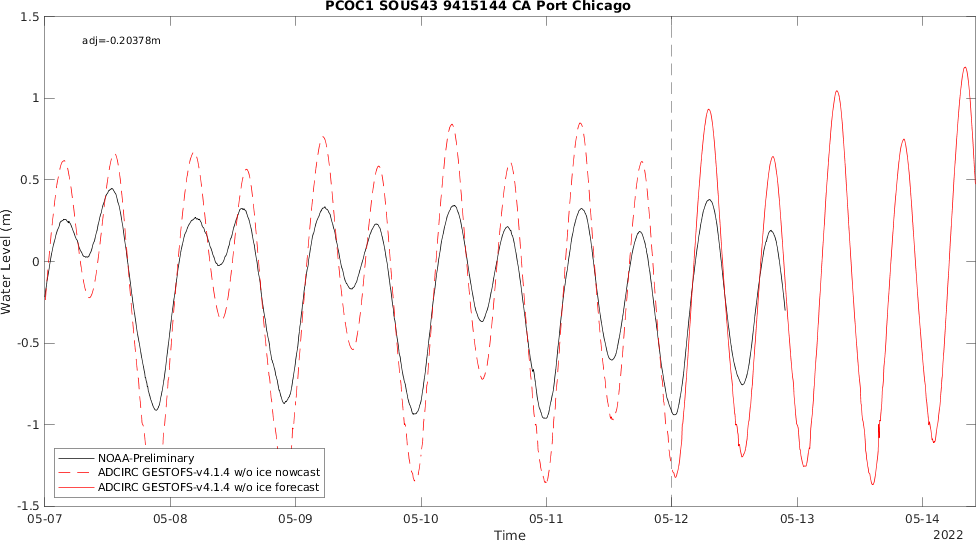 PCOC1 SOUS43 9415144 CA Port Chicago
adj=-0.20378m
Water Level (m)
1.5
1
0.5
0
-0.5
-1
-1.5
NOAA-Preliminary
ADCIRC GESTOFS-v4.1.4 w/o ice nowcast
ADCIRC GESTOFS-v4.1.4 w/o ice forecast
05-07 05-08 05-09 05-10 05-11 05-12 05-13 05-14
Time
2022